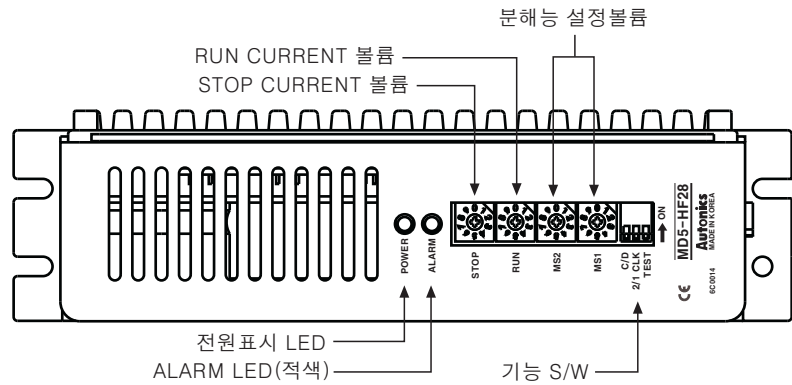 분해능 설정볼륨
RUN CURRENT 볼륨
STOP CURRENT 볼륨
POWER
ALARM
STOP
RUN
MS2
MS1
C/D
2/1 CLK
TEST
ON
MD5-HF28
Autonics
MADE IN KOREA
CE
6C0014
전원표시 LED
ALARM LED(적색)
기능 S/W